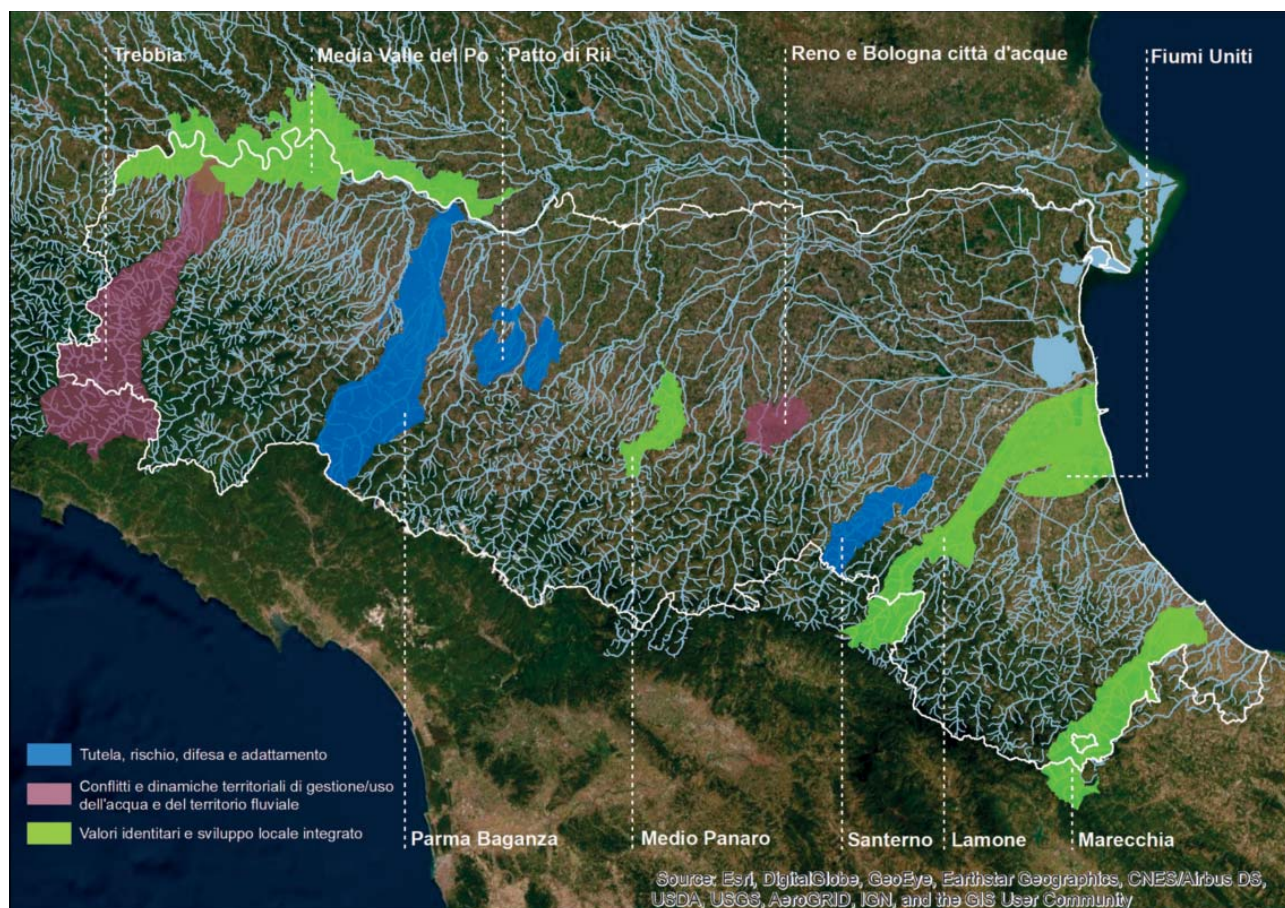 Trebbia
Media Valle del Po
Patto di Rii
Reno e Bologna città d'acque
Fiumi Uniti
Tutela, rischio, difesa e adattamento
Conflitti e dinamiche territoriali di gestione/uso
dell'acqua e del territorio fluviale
Valori identitari e sviluppo locale integrato
Parma Baganza
Medio Panaro
Santerno
Lamone
Marecchia
Source: Esri, DigitalGlobe, GeoEye, Earthstar Geographics, CNES/Airbus DS,
USDA, USGS, AeroGRID, IGN, and the GIS User Community